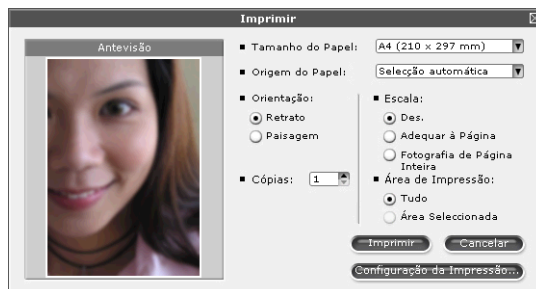 Imprimir
Antevisão
Tamanho do Papel:
A4 (210 x 297 mm)
Origem do Papel:
Selecção automática
Orientação:
Retrato
Paisagem
Cópias:
1
Escala:
Des.
Adequar à Página
Fotografia de Página
Inteira
Área de Impressão:
Tudo
Área Seleccionada
Imprimir
Cancelar
Configuração da Impressão...